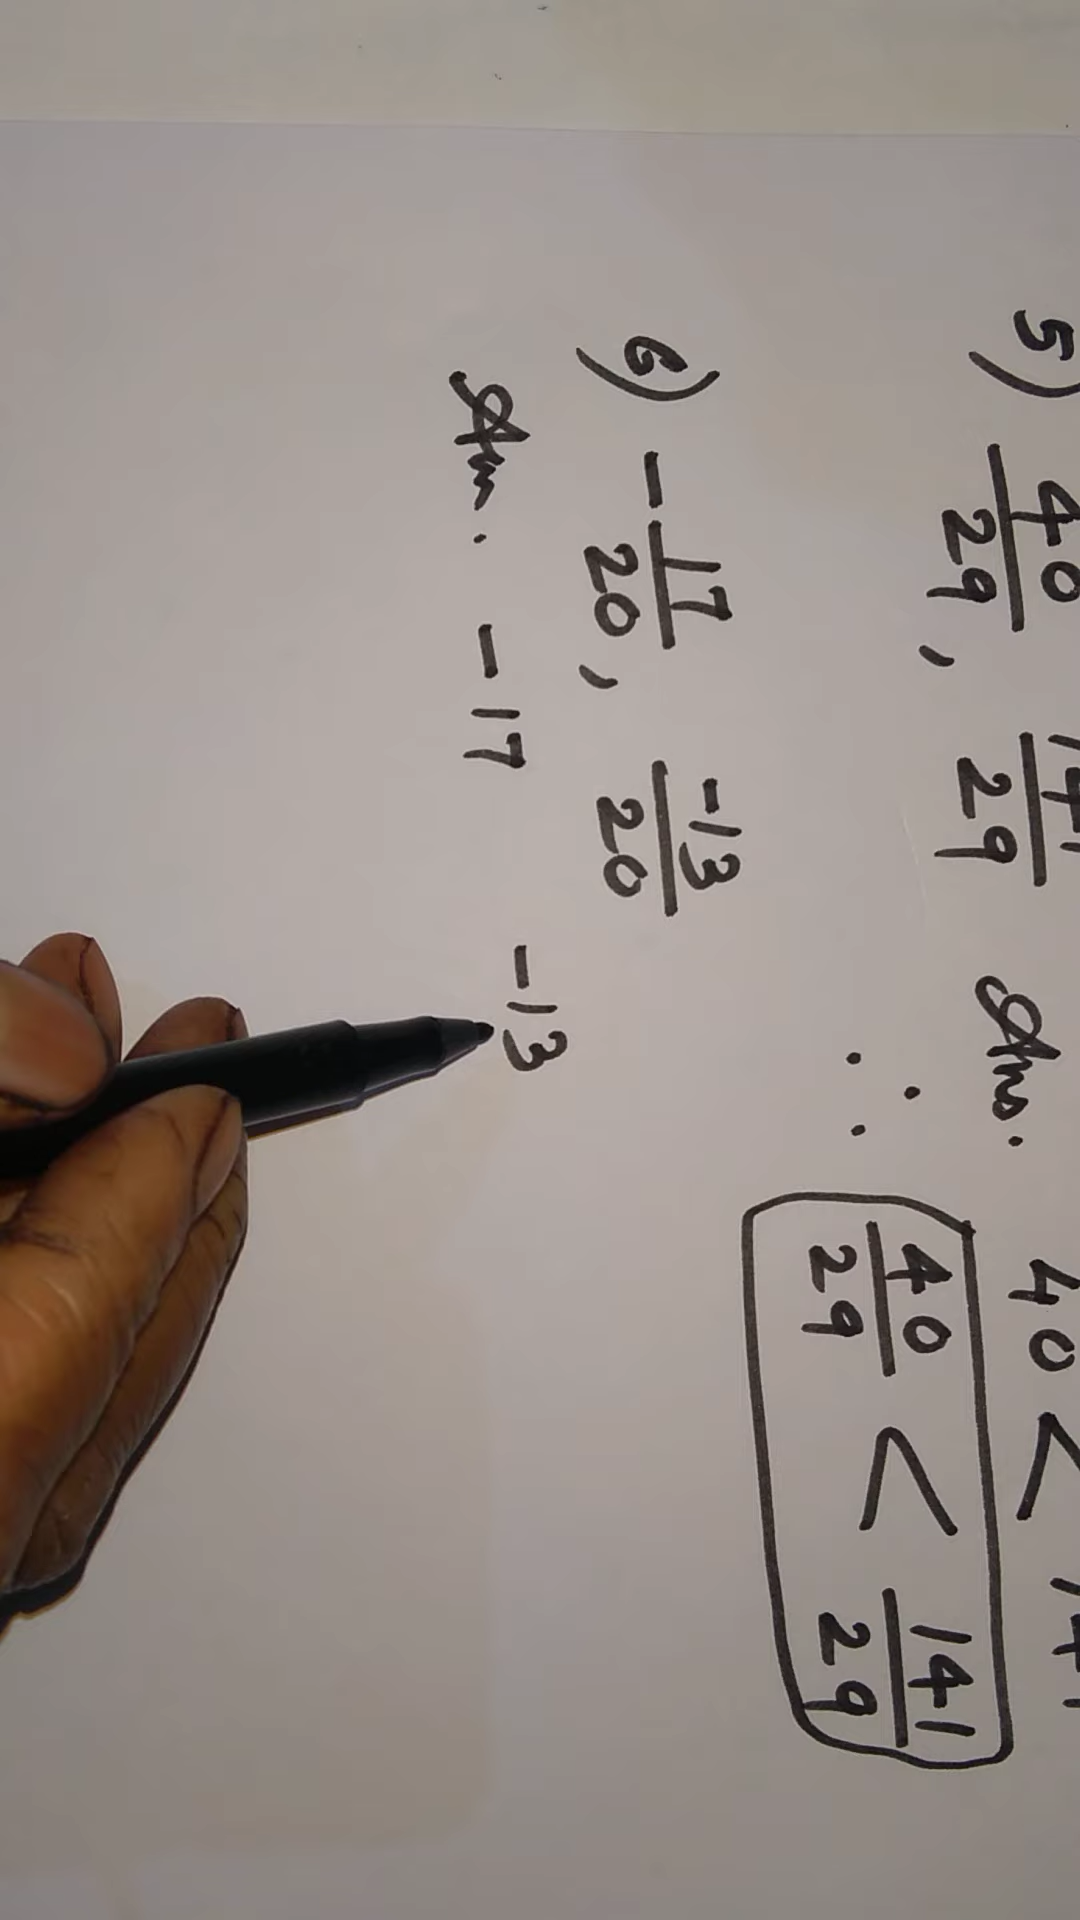 5) 40/29, 141/29 Ans. 40 < 141
∴ 40/29 < 141/29
6) -17/20, -13/20
Ans. -17 -13